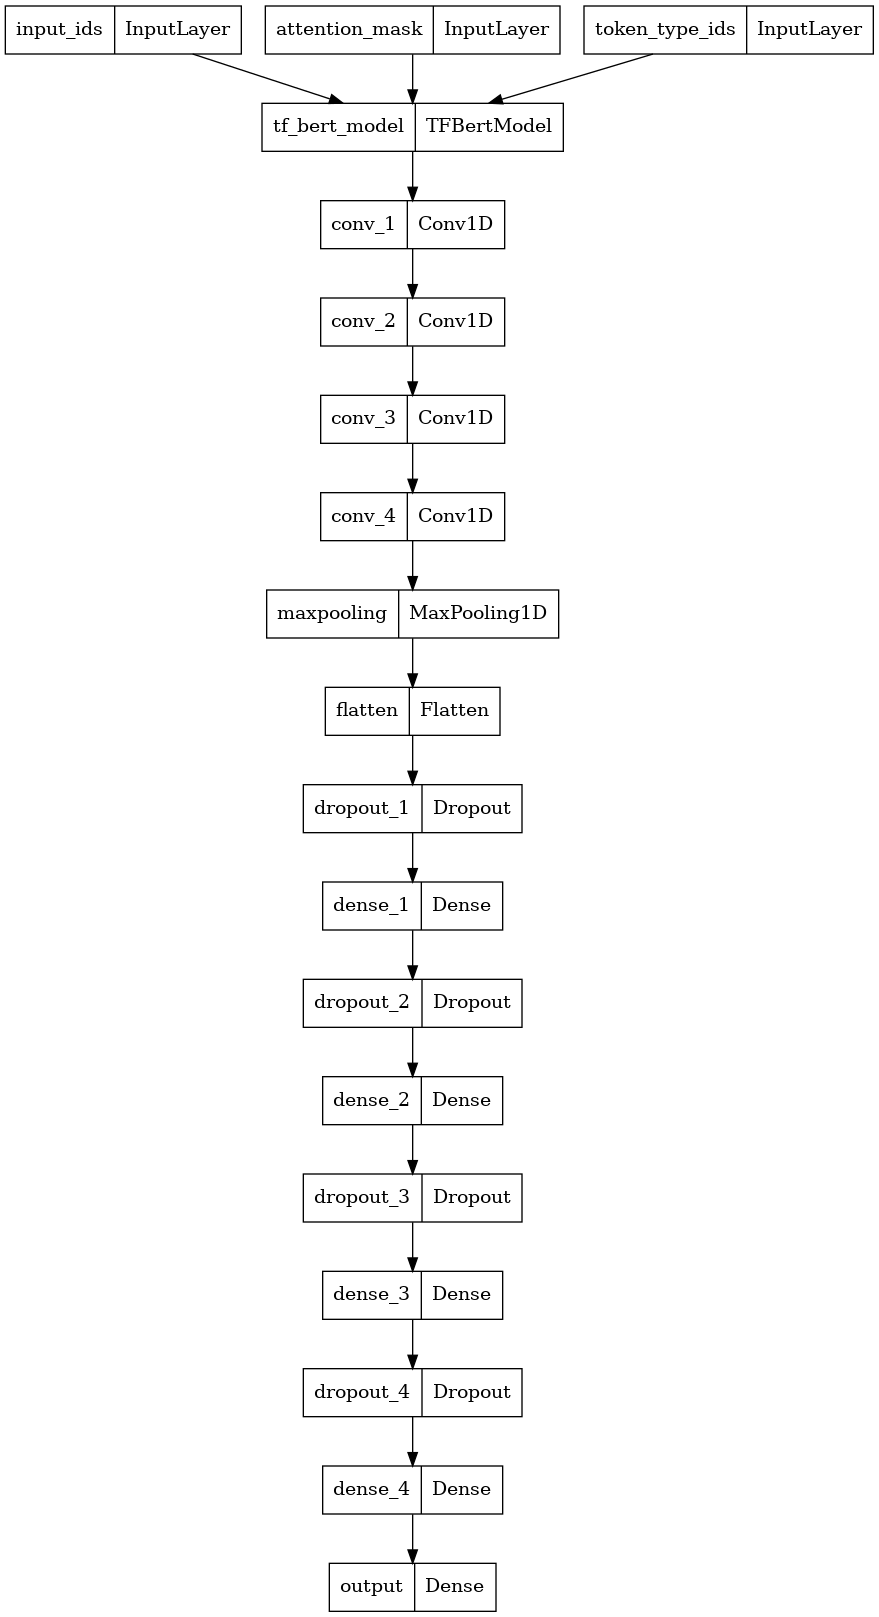 input_ids InputLayer attention_mask InputLayer token_type_ids InputLayer
tf_bert_model TFBertModel
conv_1 Conv1D
conv_2 Conv1D
conv_3 Conv1D
conv_4 Conv1D
maxpooling MaxPooling1D
flatten Flatten
dropout_1 Dropout
dense_1 Dense
dropout_2 Dropout
dense_2 Dense
dropout_3 Dropout
dense_3 Dense
dropout_4 Dropout
dense_4 Dense
output Dense